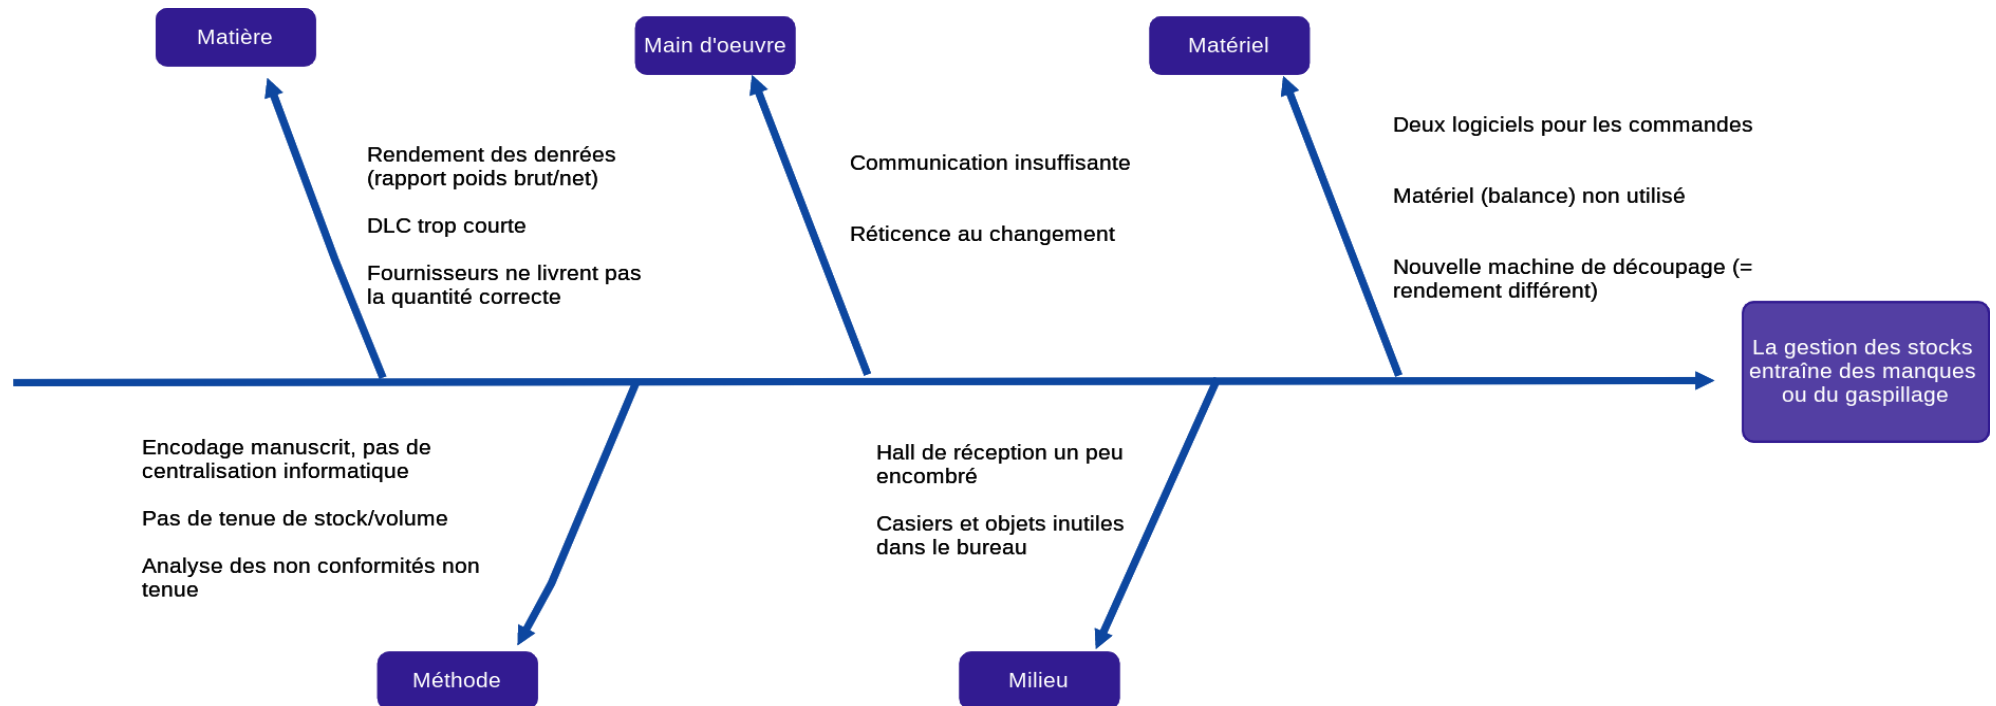 Matière
Main d'oeuvre
Matériel
Rendement des denrées
(rapport poids brut/net)
DLC trop courte
Fournisseurs ne livrent pas
la quantité correcte
Communication insuffisante
Réticence au changement
Deux logiciels pour les commandes
Matériel (balance) non utilisé
Nouvelle machine de découpage (=
rendement différent)
La gestion des stocks
entraîne des manques
ou du gaspillage
Encodage manuscrit, pas de
centralisation informatique
Pas de tenue de stock/volume
Analyse des non conformités non
tenue
Hall de réception un peu
encombré
Casiers et objets inutiles
dans le bureau
Méthode
Milieu